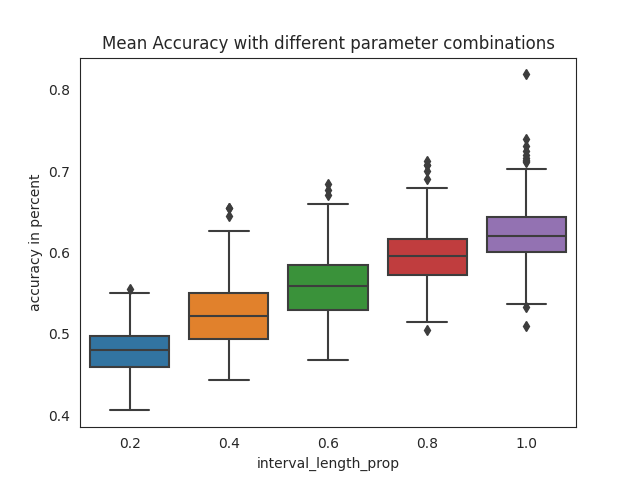 Mean Accuracy with different parameter combinations
0.8
0.7
0.6
0.5
0.4
accuracy in percent
0.2 0.4 0.6 0.8 1.0
interval_length_prop